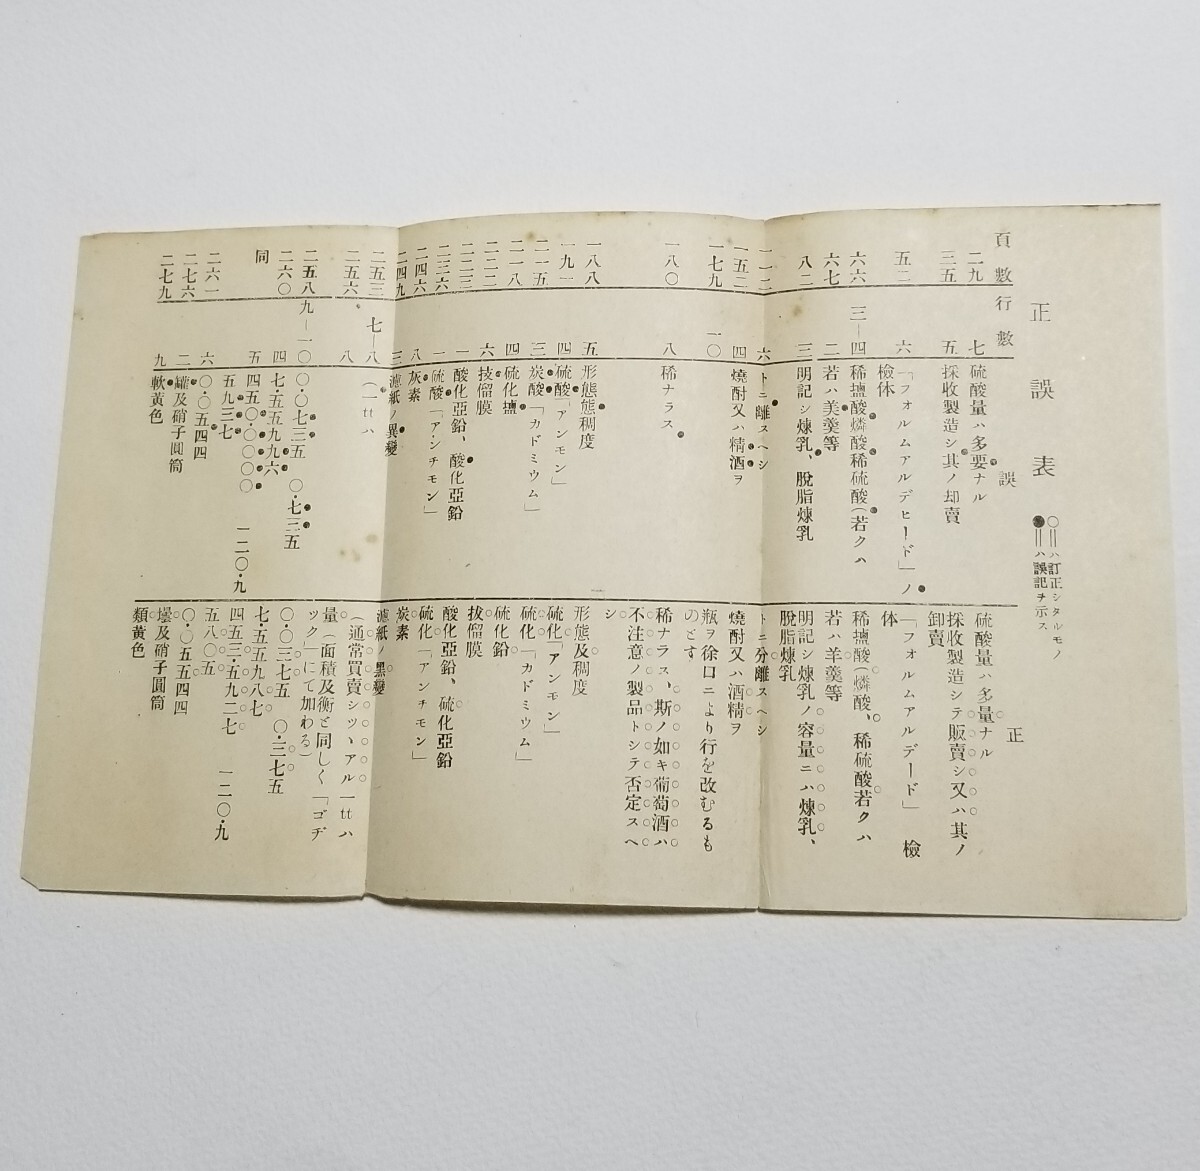 正誤表
○＝ハ訂正シタルモノ
●＝ハ誤記ヲ示ス
頁數 行數 誤 正
二九 七 硫酸量ハ多要ナル 硫酸量ハ多量ナル
三五 五 採收製造シ其ノ却賣 採收製造シテ販賣シ又ハ其ノ
卸賣
五二 六 「フォルムアルデヒード」ノ 「フォルムアルデード」 檢
檢体 体
六六 三―四 稀鹽酸燐酸稀硫酸(若クハ 稀鹽酸(燐酸、稀硫酸若クハ
六七 二 若ハ美羹等 若ハ羊羹等
八二 三 明記シ煉乳、脫脂煉乳 明記シ煉乳ノ容量ニハ煉乳、
脫脂煉乳
一一二 六 トニ離スヘシ トニ分離スヘシ
一五二 四 燒酎又ハ精酒ヲ 燒酎又ハ酒精ヲ
一七九 一〇 瓶ヲ徐口ニより行を改むるも
のとす
一八〇 八 稀ナラス 稀ナラス、斯ノ如キ葡萄酒ハ
不注意ノ製品トシテ否定スヘ
シ
一八八 五 形態態稠度 形態及稠度
一九一 四 硫酸「アンモン」 硫化「アンモン」
二一五 三 炭酸「カドミウム」 硫化「カドミウム」
二一八 四 硫化鹽 硫化鉛
二二二 六 技倔膜 拔倔膜
二二三 一 酸化亞鉛、酸化亞鉛 酸化亞鉛、硫化亞鉛
二三六 一 硫酸「アンチモン」 硫化「アンチモン」
二四六 八 灰素 炭素
二四九 三 濾紙ノ異變 濾紙ノ黑變
二五三 七―八 (一ttハ (通常買賣シツヽアル一ttハ
二五六 八 量(面積及衡と同しく「ゴヂ
ック」にて加わる)
二五八 九―一〇 〇・〇七三五 〇・七三五 〇・〇三七五 〇・三七五
二六〇 四 七・五五九九六 七・五五九八七
同 五 四五〇・〇〇〇〇 一二〇・九 四五三・五九二七 一二〇・九
五九三七 五八〇五
二六一 六 〇・〇五四四 〇・〇五五四四
二七六 二 罐及硝子圓筒 壜及硝子圓筒
二七九 九 軟黃色 類黃色